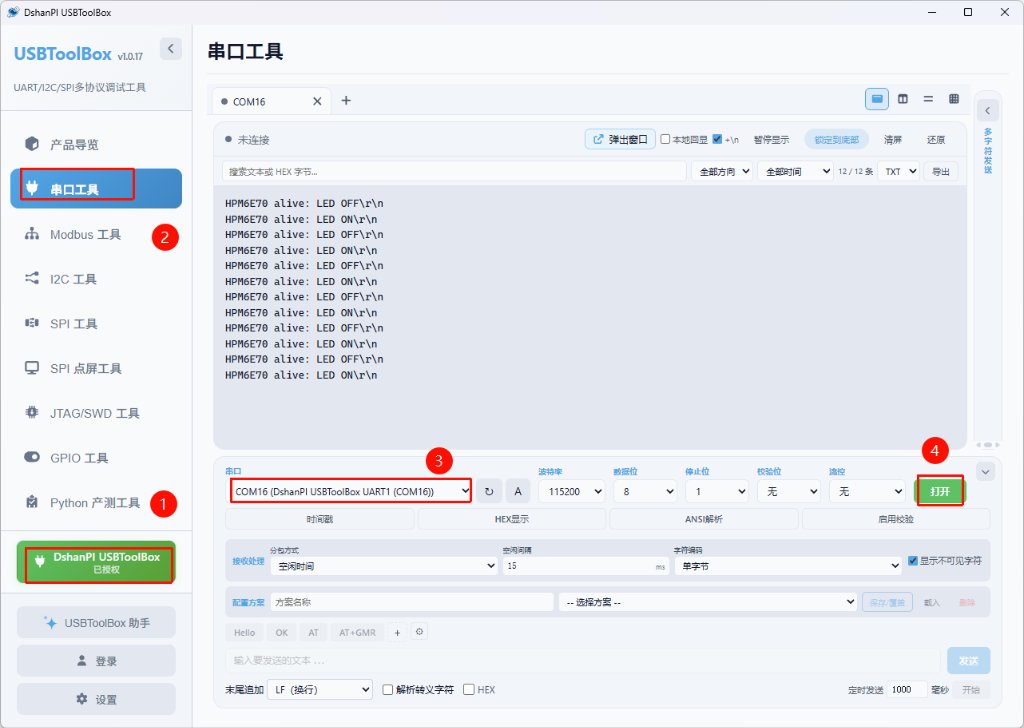 DshanPI USBToolBox
USBToolBox v1.0.17
UART/I2C/SPI多协议调试工具
产品导览
串口工具
Modbus 工具
2
I2C 工具
SPI 工具
SPI 点屏工具
JTAG/SWD 工具
GPIO 工具
Python 产测工具
1
DshanPI USBToolBox
已授权
USBToolBox 助手
登录
设置
串口工具
COM16
未连接 弹出窗口 本地回显 +\n 暂停显示 锁定到底部 清屏 还原
搜索文本或 HEX 字节... 全部方向 全部时间 12 / 12 条 TXT 导出
HPM6E70 alive: LED OFF\r\n
HPM6E70 alive: LED ON\r\n
HPM6E70 alive: LED OFF\r\n
HPM6E70 alive: LED ON\r\n
HPM6E70 alive: LED OFF\r\n
HPM6E70 alive: LED ON\r\n
HPM6E70 alive: LED OFF\r\n
HPM6E70 alive: LED ON\r\n
HPM6E70 alive: LED OFF\r\n
HPM6E70 alive: LED ON\r\n
HPM6E70 alive: LED OFF\r\n
HPM6E70 alive: LED ON\r\n
多字符发送
3
4
串口 波特率 数据位 停止位 校验位 流控
COM16 (DshanPI USBToolBox UART1 (COM16)) A 115200 8 1 无 无 打开
时间戳 HEX显示 ANSI解析 启用校验
分包方式 空闲间隔 字符编码
接收处理 空闲时间 15 ms 单字节 显示不可见字符
配置方案 方案名称 -- 选择方案 -- 保存/覆盖 载入 删除
Hello OK AT AT+GMR +
输入要发送的文本 ...
发送
末尾追加 LF（换行） 解析转义字符 HEX 定时发送 1000 毫秒 开始